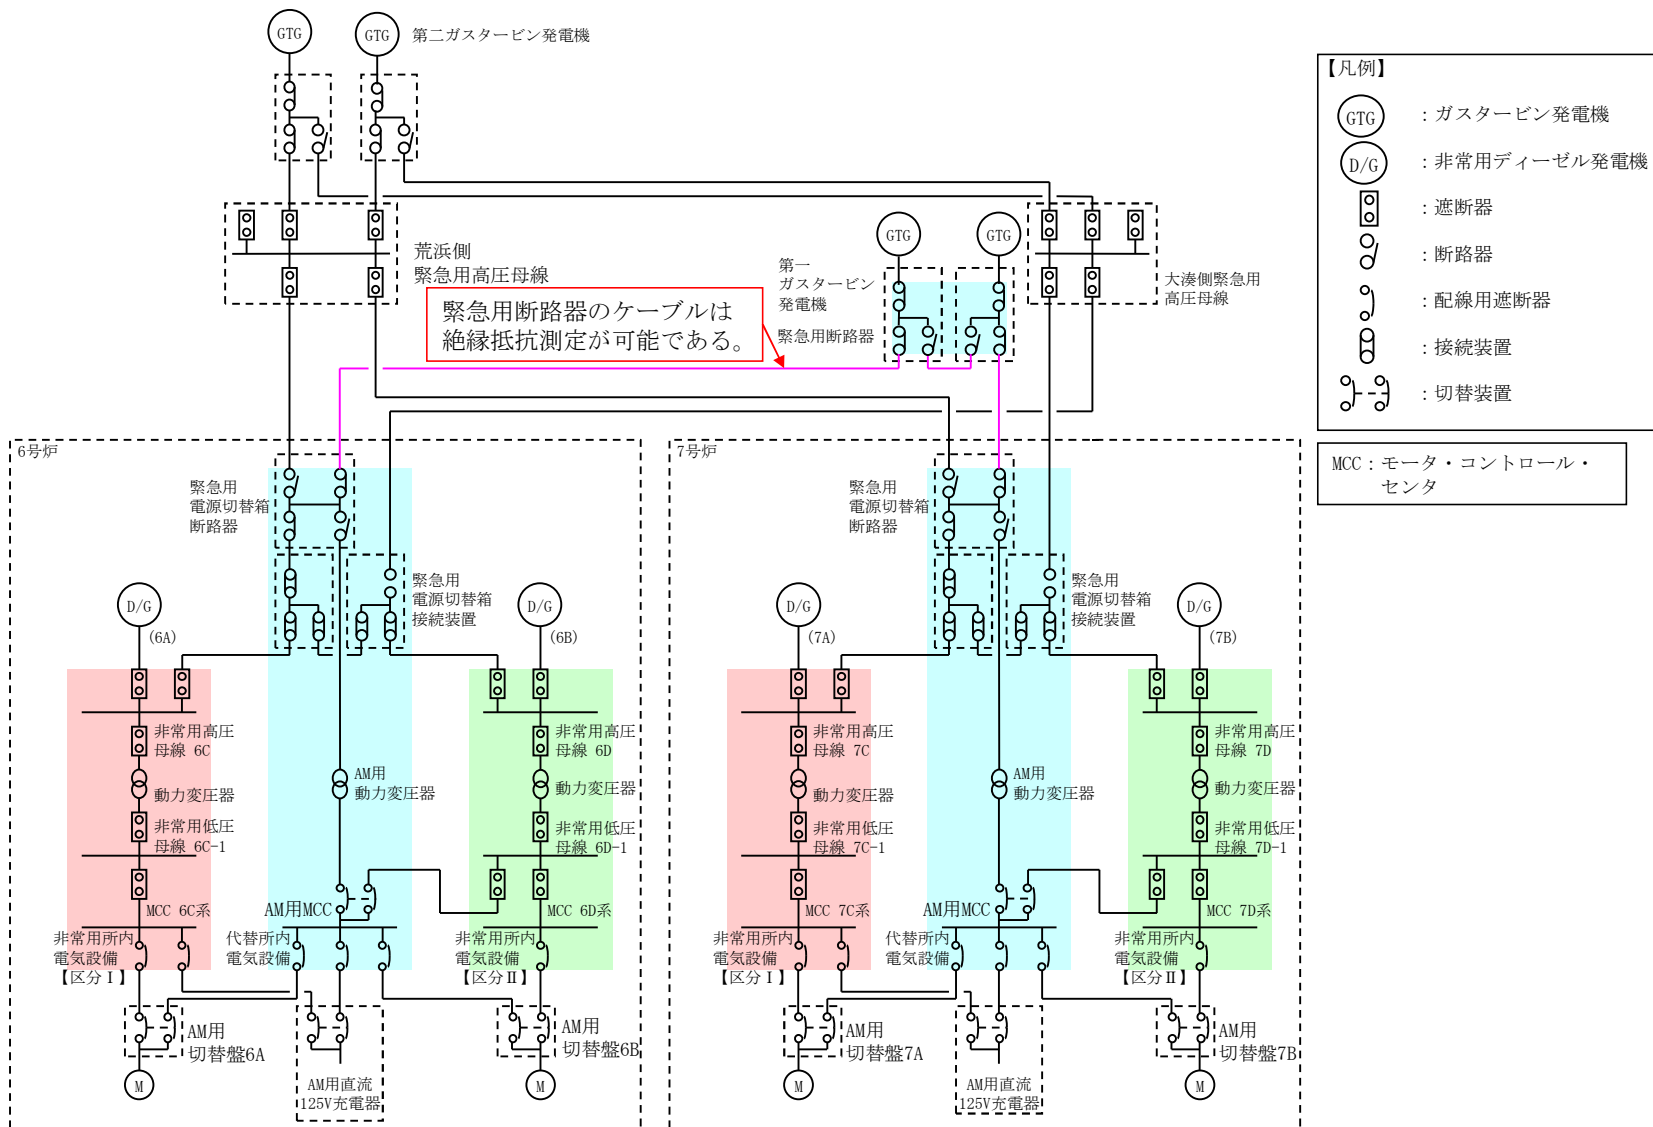 GTG
GTG
第二ガスタービン発電機
荒浜側
緊急用高圧母線
緊急用断路器のケーブルは
絶縁抵抗測定が可能である。
第一
ガスタービン
発電機
緊急用断路器
GTG
GTG
大湊側緊急用
高圧母線
【凡例】
GTG
：ガスタービン発電機
D/G
：非常用ディーゼル発電機
：遮断器
：断路器
：配線用遮断器
：接続装置
：切替装置
MCC：モータ・コントロール・
センタ
6号炉
緊急用
電源切替箱
断路器
緊急用
電源切替箱
接続装置
D/G
(6A)
D/G
(6B)
非常用高圧
母線 6C
動力変圧器
非常用低圧
母線 6C-1
MCC 6C系
非常用所内
電気設備
【区分Ⅰ】
AM用
動力変圧器
AM用MCC
代替所内
電気設備
非常用高圧
母線 6D
動力変圧器
非常用低圧
母線 6D-1
MCC 6D系
非常用所内
電気設備
【区分Ⅱ】
AM用
切替盤6A
M
AM用直流
125V充電器
AM用
切替盤6B
M
7号炉
緊急用
電源切替箱
断路器
緊急用
電源切替箱
接続装置
D/G
(7A)
D/G
(7B)
非常用高圧
母線 7C
動力変圧器
非常用低圧
母線 7C-1
MCC 7C系
非常用所内
電気設備
【区分Ⅰ】
AM用
動力変圧器
AM用MCC
代替所内
電気設備
非常用高圧
母線 7D
動力変圧器
非常用低圧
母線 7D-1
MCC 7D系
非常用所内
電気設備
【区分Ⅱ】
AM用
切替盤7A
M
AM用直流
125V充電器
AM用
切替盤7B
M